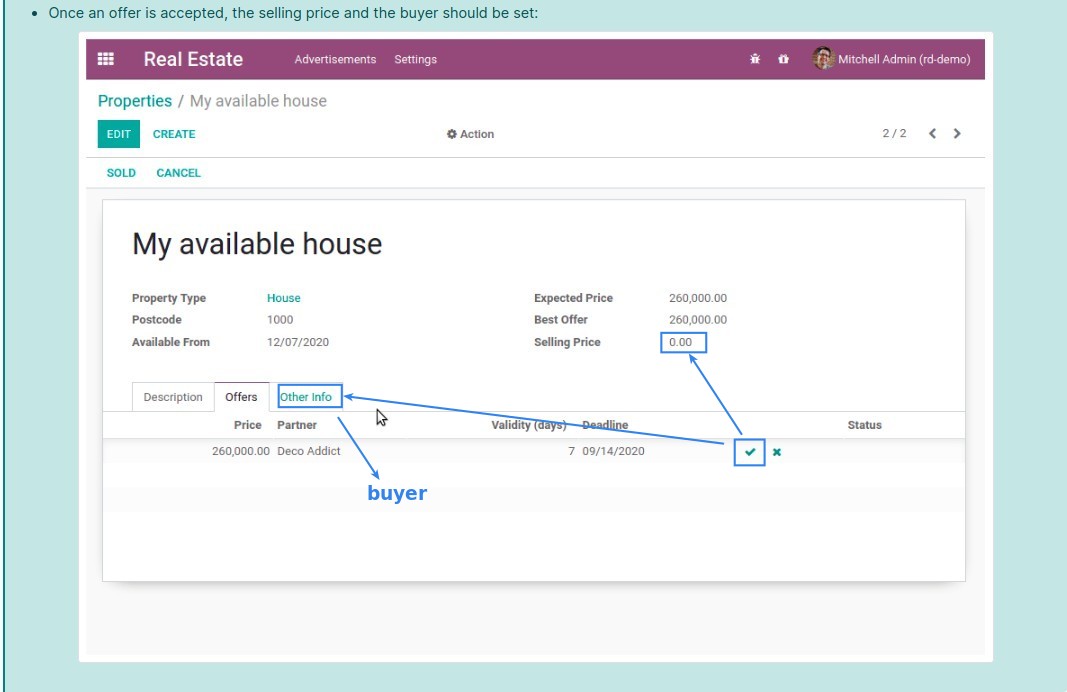 • Once an offer is accepted, the selling price and the buyer should be set:
Real Estate Advertisements Settings Mitchell Admin (rd-demo)
Properties / My available house
EDIT CREATE Action 2 / 2
SOLD CANCEL
My available house
Property Type House Expected Price 260,000.00
Postcode 1000 Best Offer 260,000.00
Available From 12/07/2020 Selling Price 0.00
Description Offers Other Info
Price Partner Validity (days) Deadline Status
260,000.00 Deco Addict 7 09/14/2020
buyer